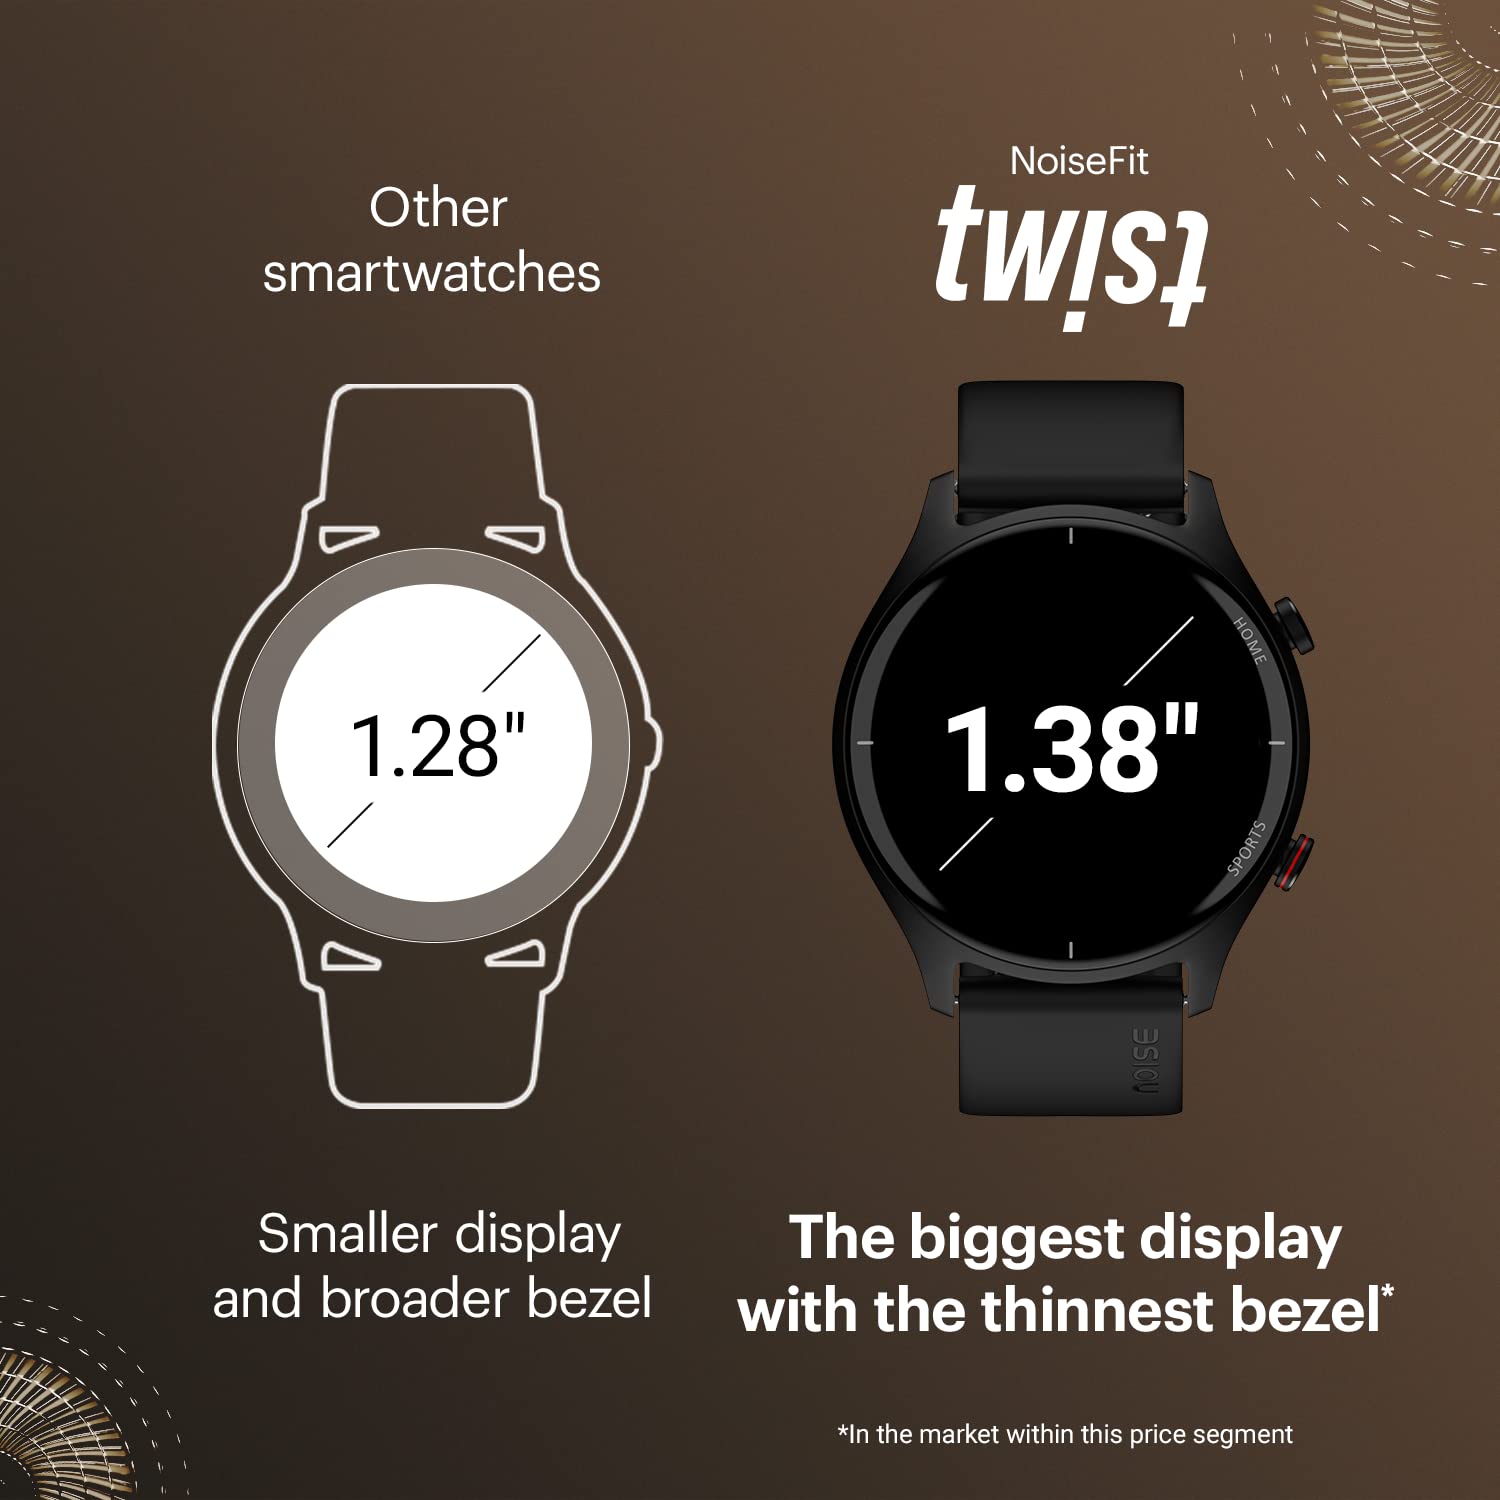 Other
smartwatches
1.28"
Smaller display
and broader bezel
NoiseFit
twist
HOME
1.38"
SPORTS
NOISE
The biggest display
with the thinnest bezel*
*In the market within this price segment